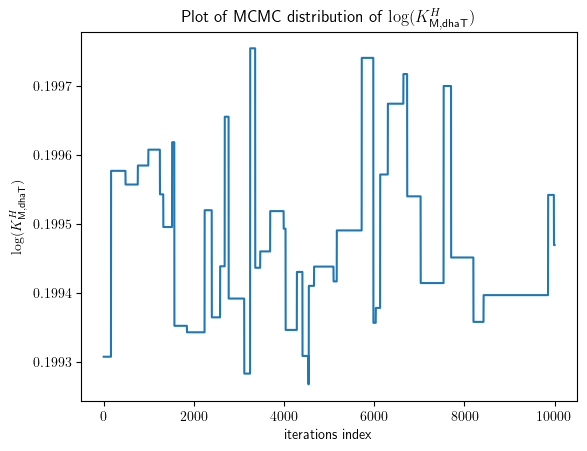 Plot of MCMC distribution of log(K^H_M,dhaT)
log(K^H_M,dhaT)
0.1997
0.1996
0.1995
0.1994
0.1993
0 2000 4000 6000 8000 10000
iterations index